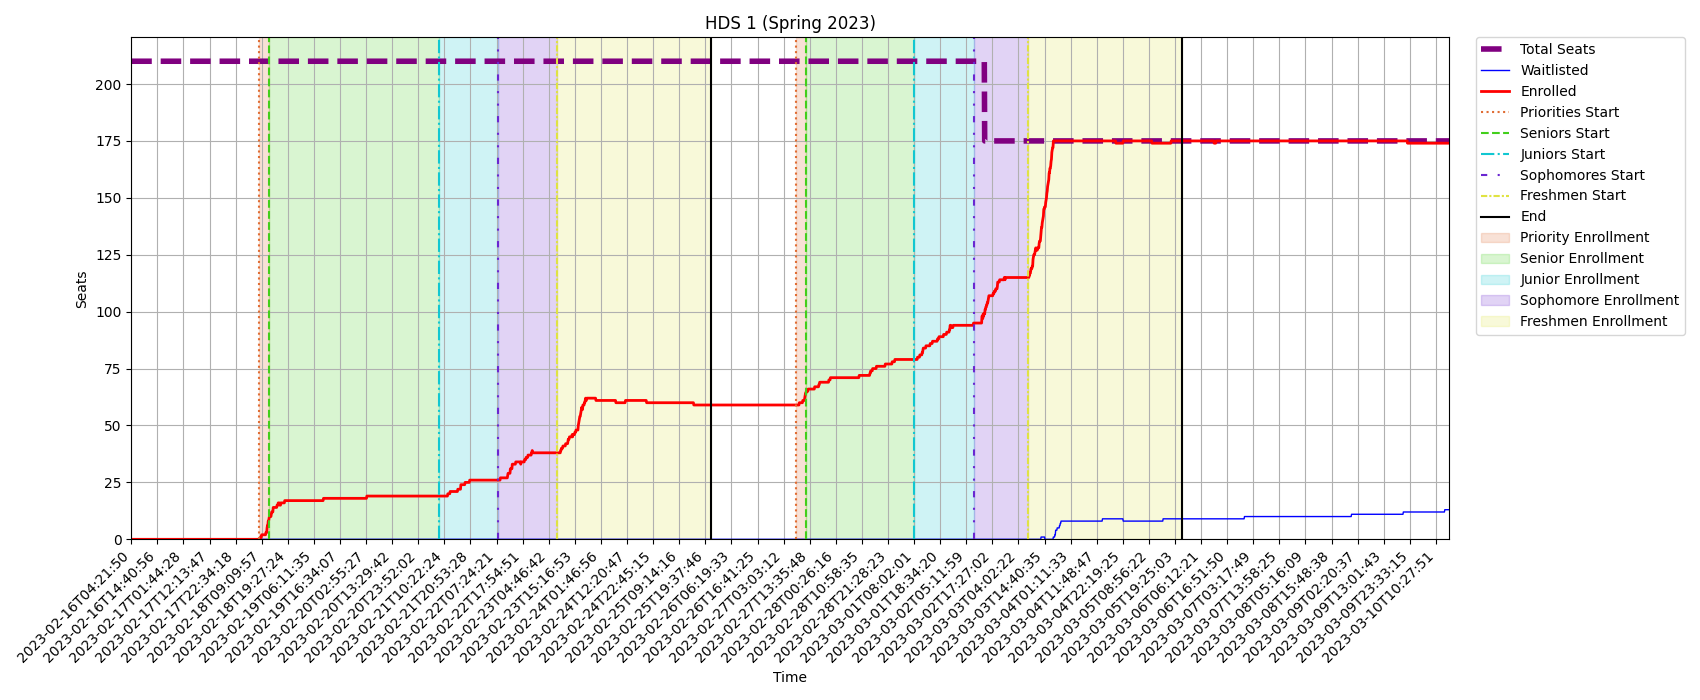 HDS 1 (Spring 2023)
Seats
200
175
150
125
100
75
50
25
0
2023-02-16T04:21:50
2023-02-16T14:40:56
2023-02-17T01:44:28
2023-02-17T12:13:47
2023-02-17T22:34:18
2023-02-18T09:09:57
2023-02-18T19:27:24
2023-02-19T06:11:35
2023-02-19T16:34:07
2023-02-20T02:55:27
2023-02-20T13:29:42
2023-02-20T23:52:02
2023-02-21T10:22:24
2023-02-21T20:53:28
2023-02-22T07:24:21
2023-02-22T17:54:51
2023-02-23T04:46:42
2023-02-23T15:16:53
2023-02-24T01:46:56
2023-02-24T12:20:47
2023-02-24T22:45:15
2023-02-25T09:14:16
2023-02-25T19:37:46
2023-02-26T06:19:33
2023-02-26T16:41:25
2023-02-27T03:03:12
2023-02-27T13:35:48
2023-02-28T00:26:16
2023-02-28T10:58:35
2023-02-28T21:28:23
2023-03-01T08:02:01
2023-03-01T18:34:20
2023-03-02T05:11:59
2023-03-02T17:27:02
2023-03-03T04:02:22
2023-03-03T14:40:35
2023-03-04T01:11:33
2023-03-04T11:48:47
2023-03-04T22:19:25
2023-03-05T08:56:22
2023-03-05T19:25:03
2023-03-06T06:12:21
2023-03-06T16:51:50
2023-03-07T03:17:49
2023-03-07T13:58:25
2023-03-08T05:16:09
2023-03-08T15:48:38
2023-03-09T02:20:37
2023-03-09T13:01:43
2023-03-09T23:33:15
2023-03-10T10:27:51
Time
Total Seats
Waitlisted
Enrolled
Priorities Start
Seniors Start
Juniors Start
Sophomores Start
Freshmen Start
End
Priority Enrollment
Senior Enrollment
Junior Enrollment
Sophomore Enrollment
Freshmen Enrollment